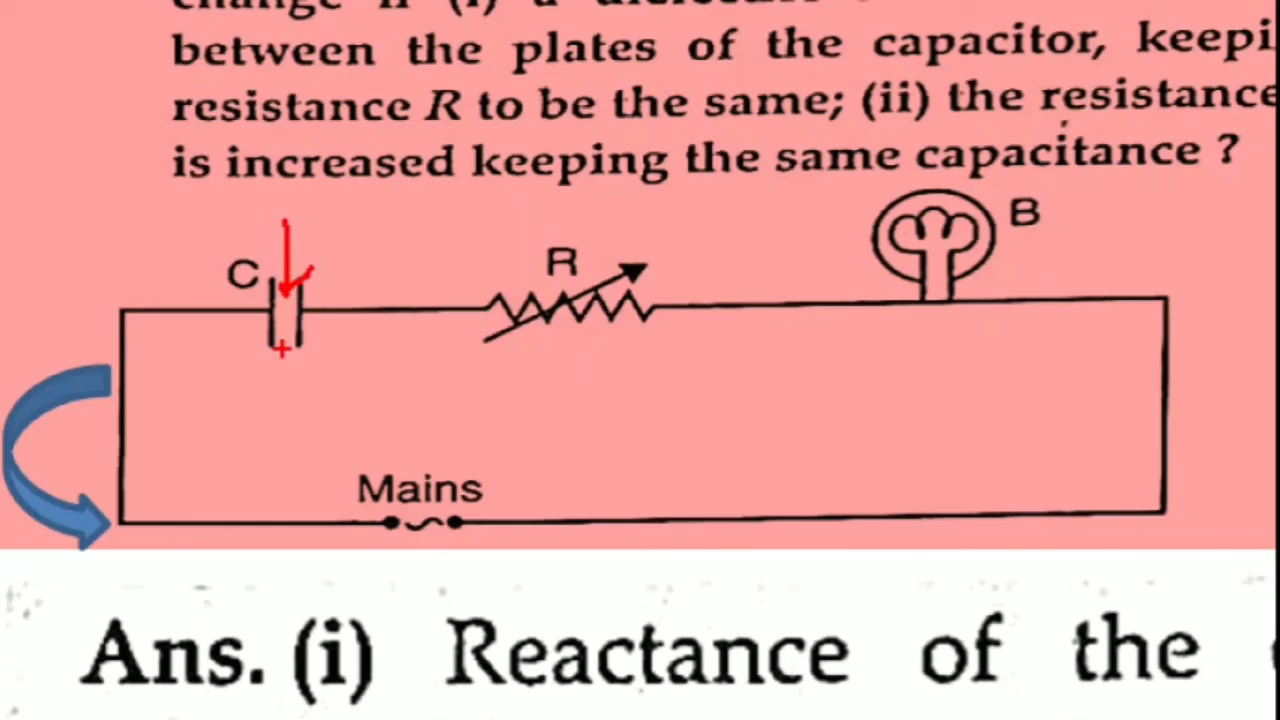 between the plates of the capacitor, keepi
resistance R to be the same; (ii) the resistance
is increased keeping the same capacitance ?
C
R
B
Mains
Ans. (i) Reactance of the